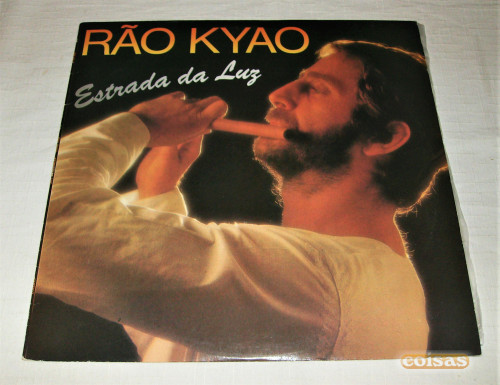 RÃO KYAO
Estrada da Luz
coisas